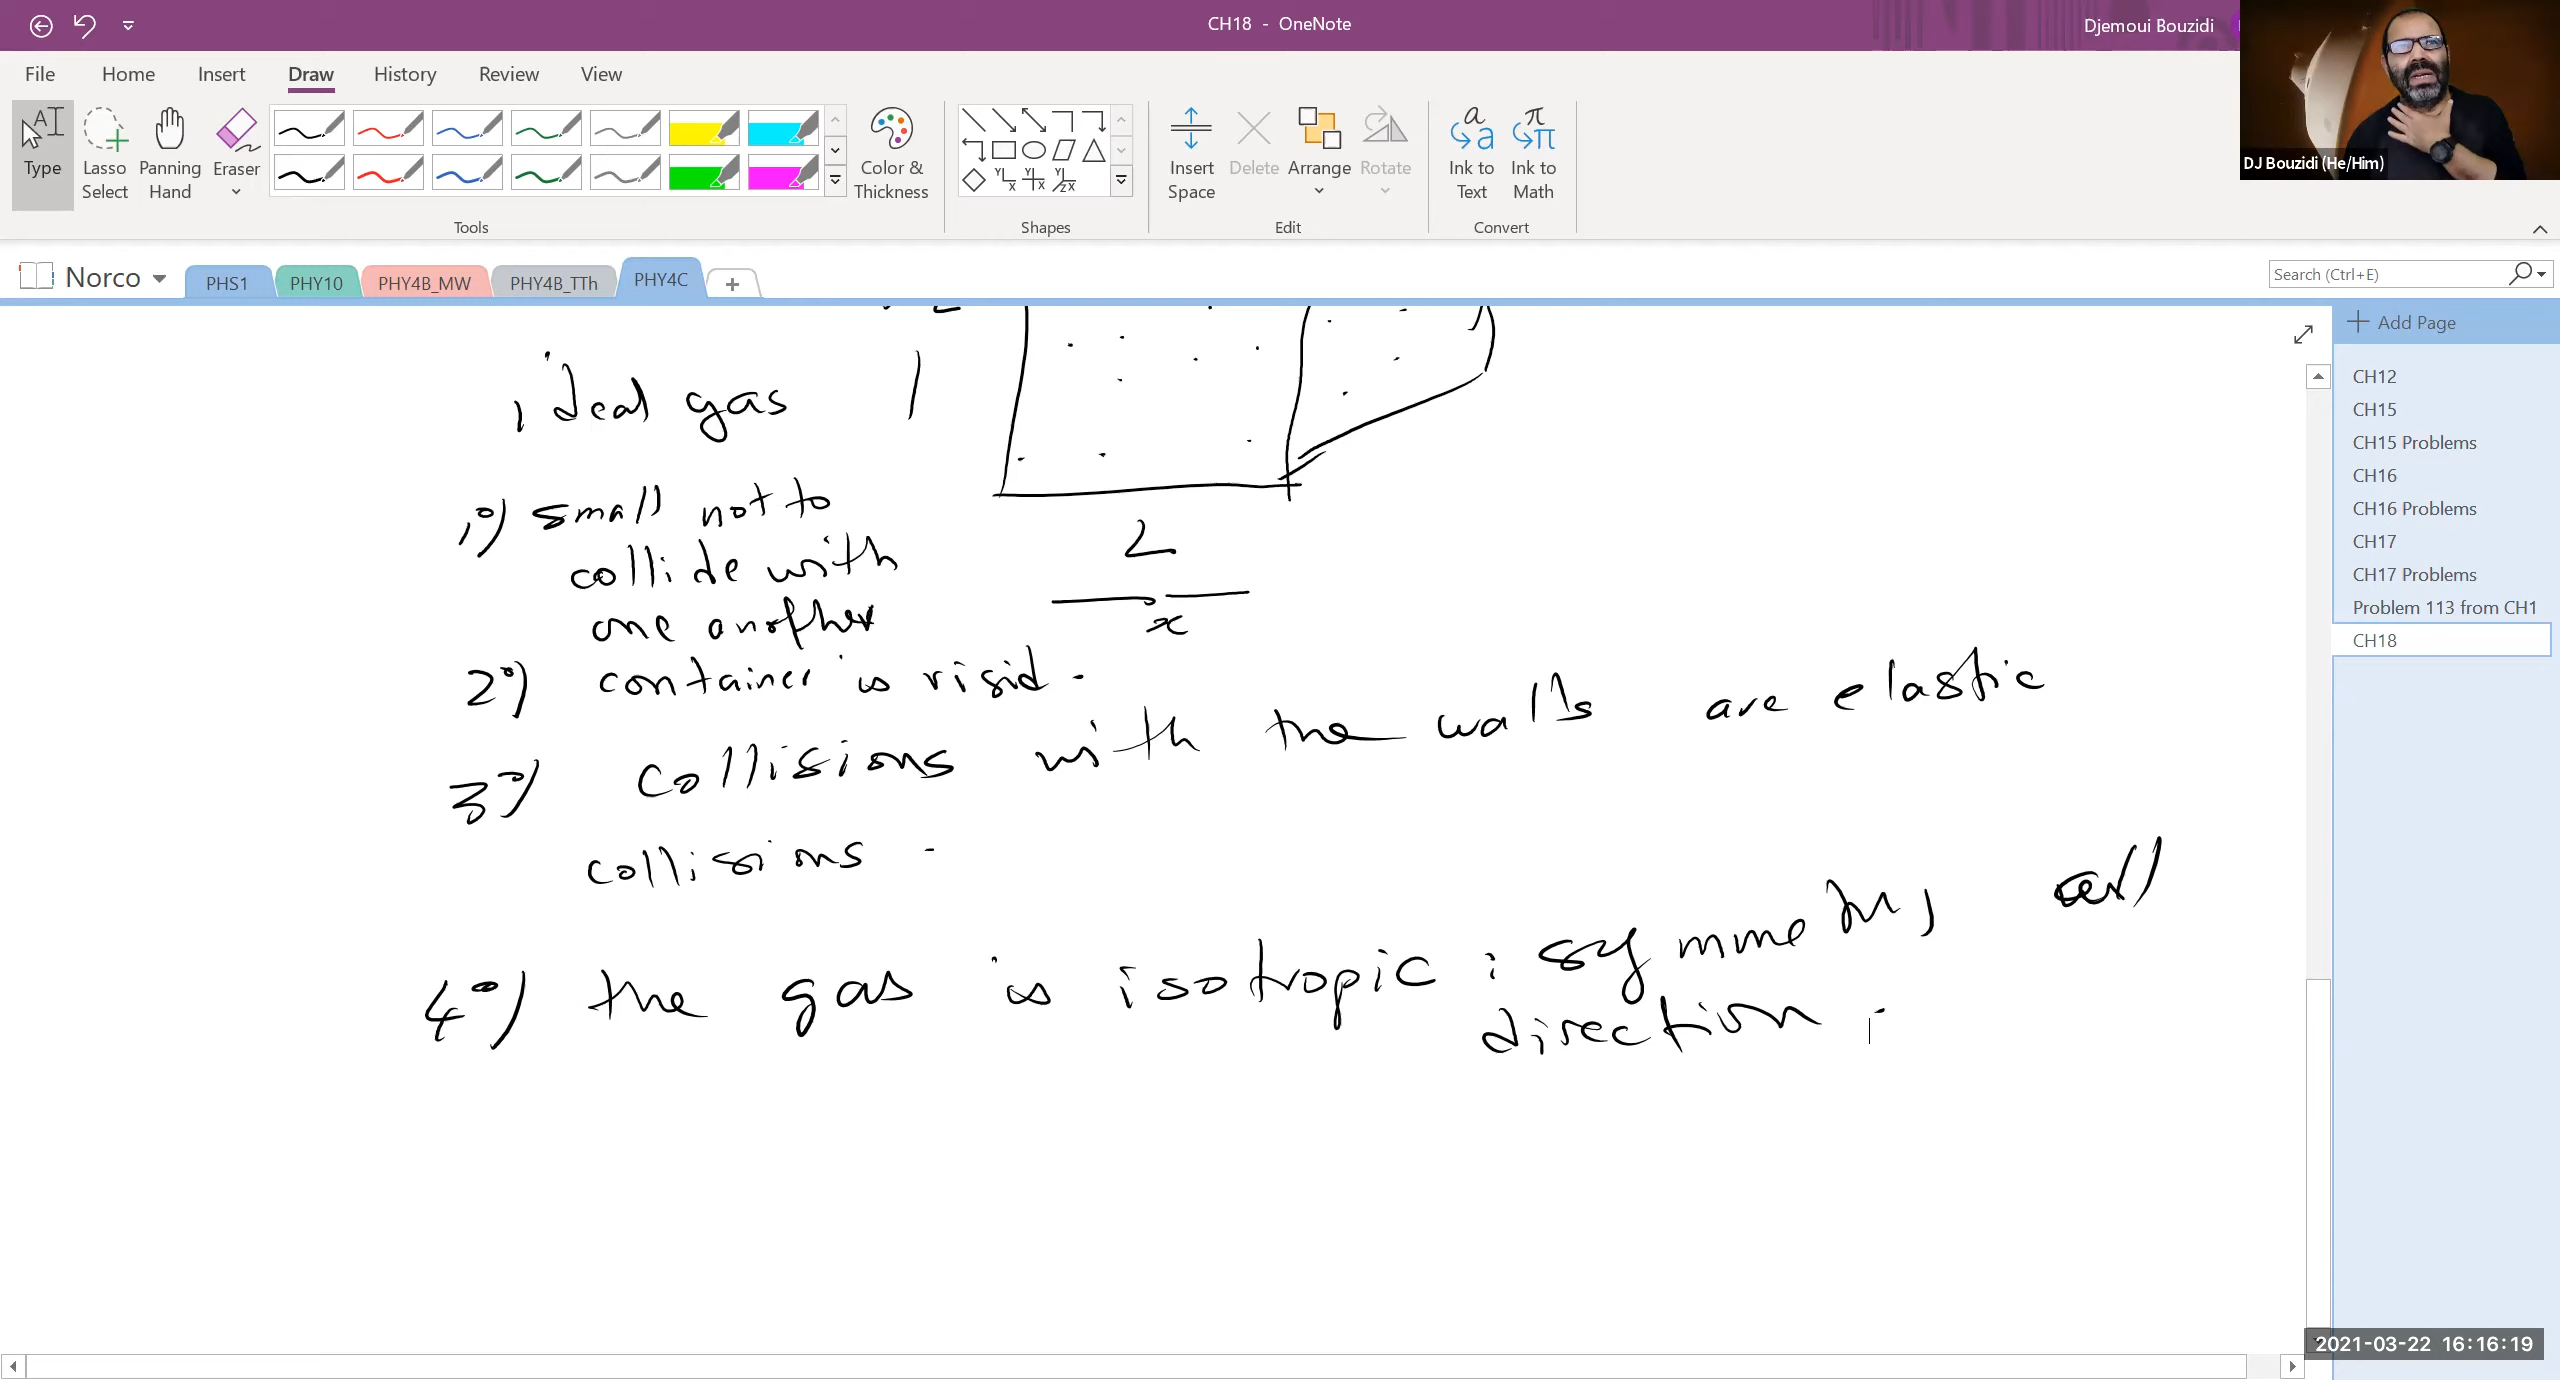 CH18 - OneNote
Djemoui Bouzidi
File Home Insert Draw History Review View
Type
Lasso Select
Panning Hand
Eraser
Color & Thickness
Insert Space
Delete
Arrange
Rotate
Ink to Text
Ink to Math
Tools
Shapes
Edit
Convert
DJ Bouzidi (He/Him)
Norco
PHS1 PHY10 PHY4B_MW PHY4B_TTh PHY4C
Search (Ctrl+E)
Add Page
CH12
CH15
CH15 Problems
CH16
CH16 Problems
CH17
CH17 Problems
Problem 113 from CH1
CH18
ideal gas
1°) small not to
collide with
one another
L
x
2°) container is rigid.
3°) collisions with the walls are elastic
collisions.
4°) the gas is isotropic: symmetry all
direction
2021-03-22 16:16:19